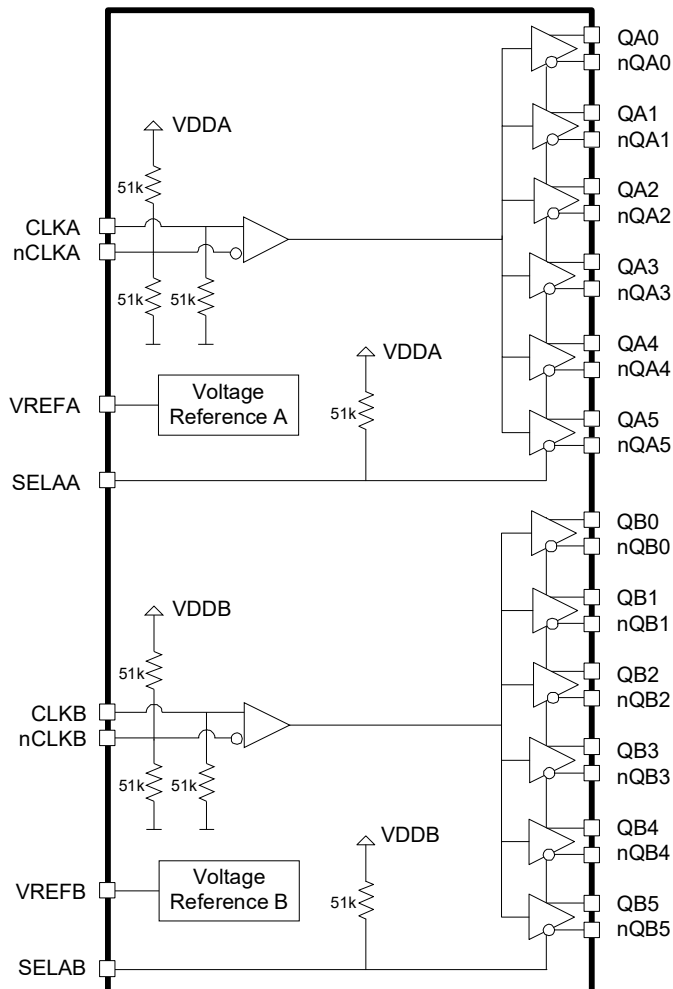 QA0
nQA0
VDDA
QA1
nQA1
51k
QA2
nQA2
CLKA
nCLKA
51k
51k
QA3
nQA3
VDDA
QA4
nQA4
VREFA
Voltage
Reference A
51k
QA5
nQA5
SELAA
QB0
nQB0
VDDB
QB1
nQB1
51k
QB2
nQB2
CLKB
nCLKB
51k
51k
QB3
nQB3
VDDB
QB4
nQB4
VREFB
Voltage
Reference B
51k
QB5
nQB5
SELAB